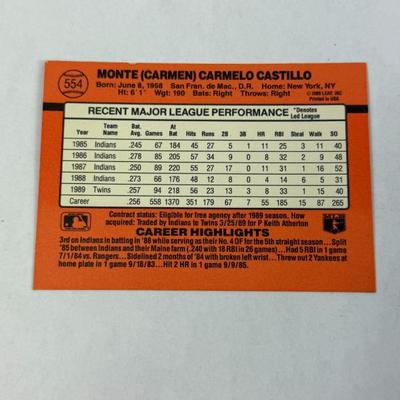 554
MONTE (CARMEN) CARMELO CASTILLO
Born: June 8, 1958 San Fran. de Mac., D.R. Home: New York, NY
Ht: 6'1" Wgt: 190 Bats: Right Throws: Right
© 1989 LEAF, INC.
Printed in USA
RECENT MAJOR LEAGUE PERFORMANCE *Denotes Led League
Year Team Name Bat. Avg. Games At Bat Hits Runs 2B 3B HR RBI Steal Walk SO
1985 Indians .245 67 184 45 27 5 1 11 25 3 11 40
1986 Indians .278 85 205 57 34 9 0 8 32 2 9 48
1987 Indians .250 89 220 55 27 17 0 11 31 1 16 52
1988 Indians .273 66 176 48 12 8 0 4 14 6 5 31
1989 Twins .257 94 218 56 23 13 3 8 33 1 15 40
Career .256 558 1370 351 179 63 7 55 15 87 265
Contract status: Eligible for free agency after 1989 season. How
acquired: Traded by Indians to Twins 3/25/89 for P Keith Atherton
CAREER HIGHLIGHTS
3rd on Indians in batting in '88 while serving as their No. 4 OF for the 5th straight season... Split
'85 between Indians and their Maine farm (.240 with 18 RBI in 26 games)... Had 5 RBI in 1 game
7/1/84 vs. Rangers... Sidelined 2 months of '84 with broken left wrist... Threw out 2 Yankees at
home plate in 1 game 9/18/83... Hit 2 HR in 1 game 9/9/85.